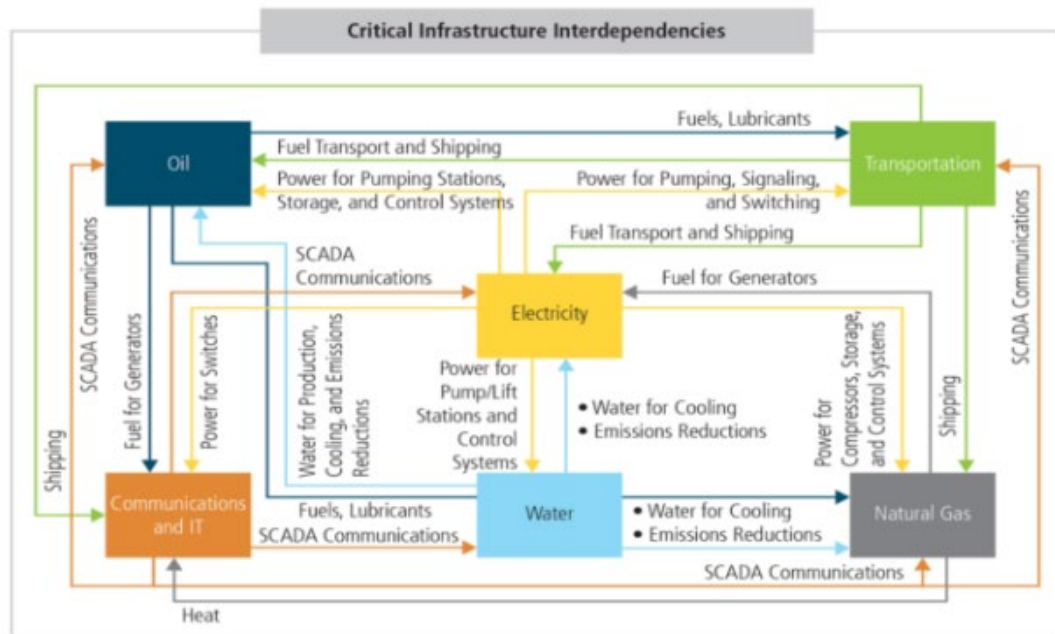 Critical Infrastructure Interdependencies
Fuels, Lubricants
Oil
Fuel Transport and Shipping
Transportation
Power for Pumping Stations,
Storage, and Control Systems
Power for Pumping, Signaling,
and Switching
Fuel Transport and Shipping
SCADA
Communications
Fuel for Generators
Electricity
SCADA Communications
Fuel for Generators
Power for Switches
Water for Production,
Cooling, and Emissions
Reductions
Power for
Pump/Lift
Stations and
Control
Systems
• Water for Cooling
• Emissions Reductions
Power for
Compressors, Storage,
and Control Systems
Shipping
SCADA Communications
Shipping
Communications
and IT
Fuels, Lubricants
SCADA Communications
Water
• Water for Cooling
• Emissions Reductions
Natural Gas
SCADA Communications
Heat